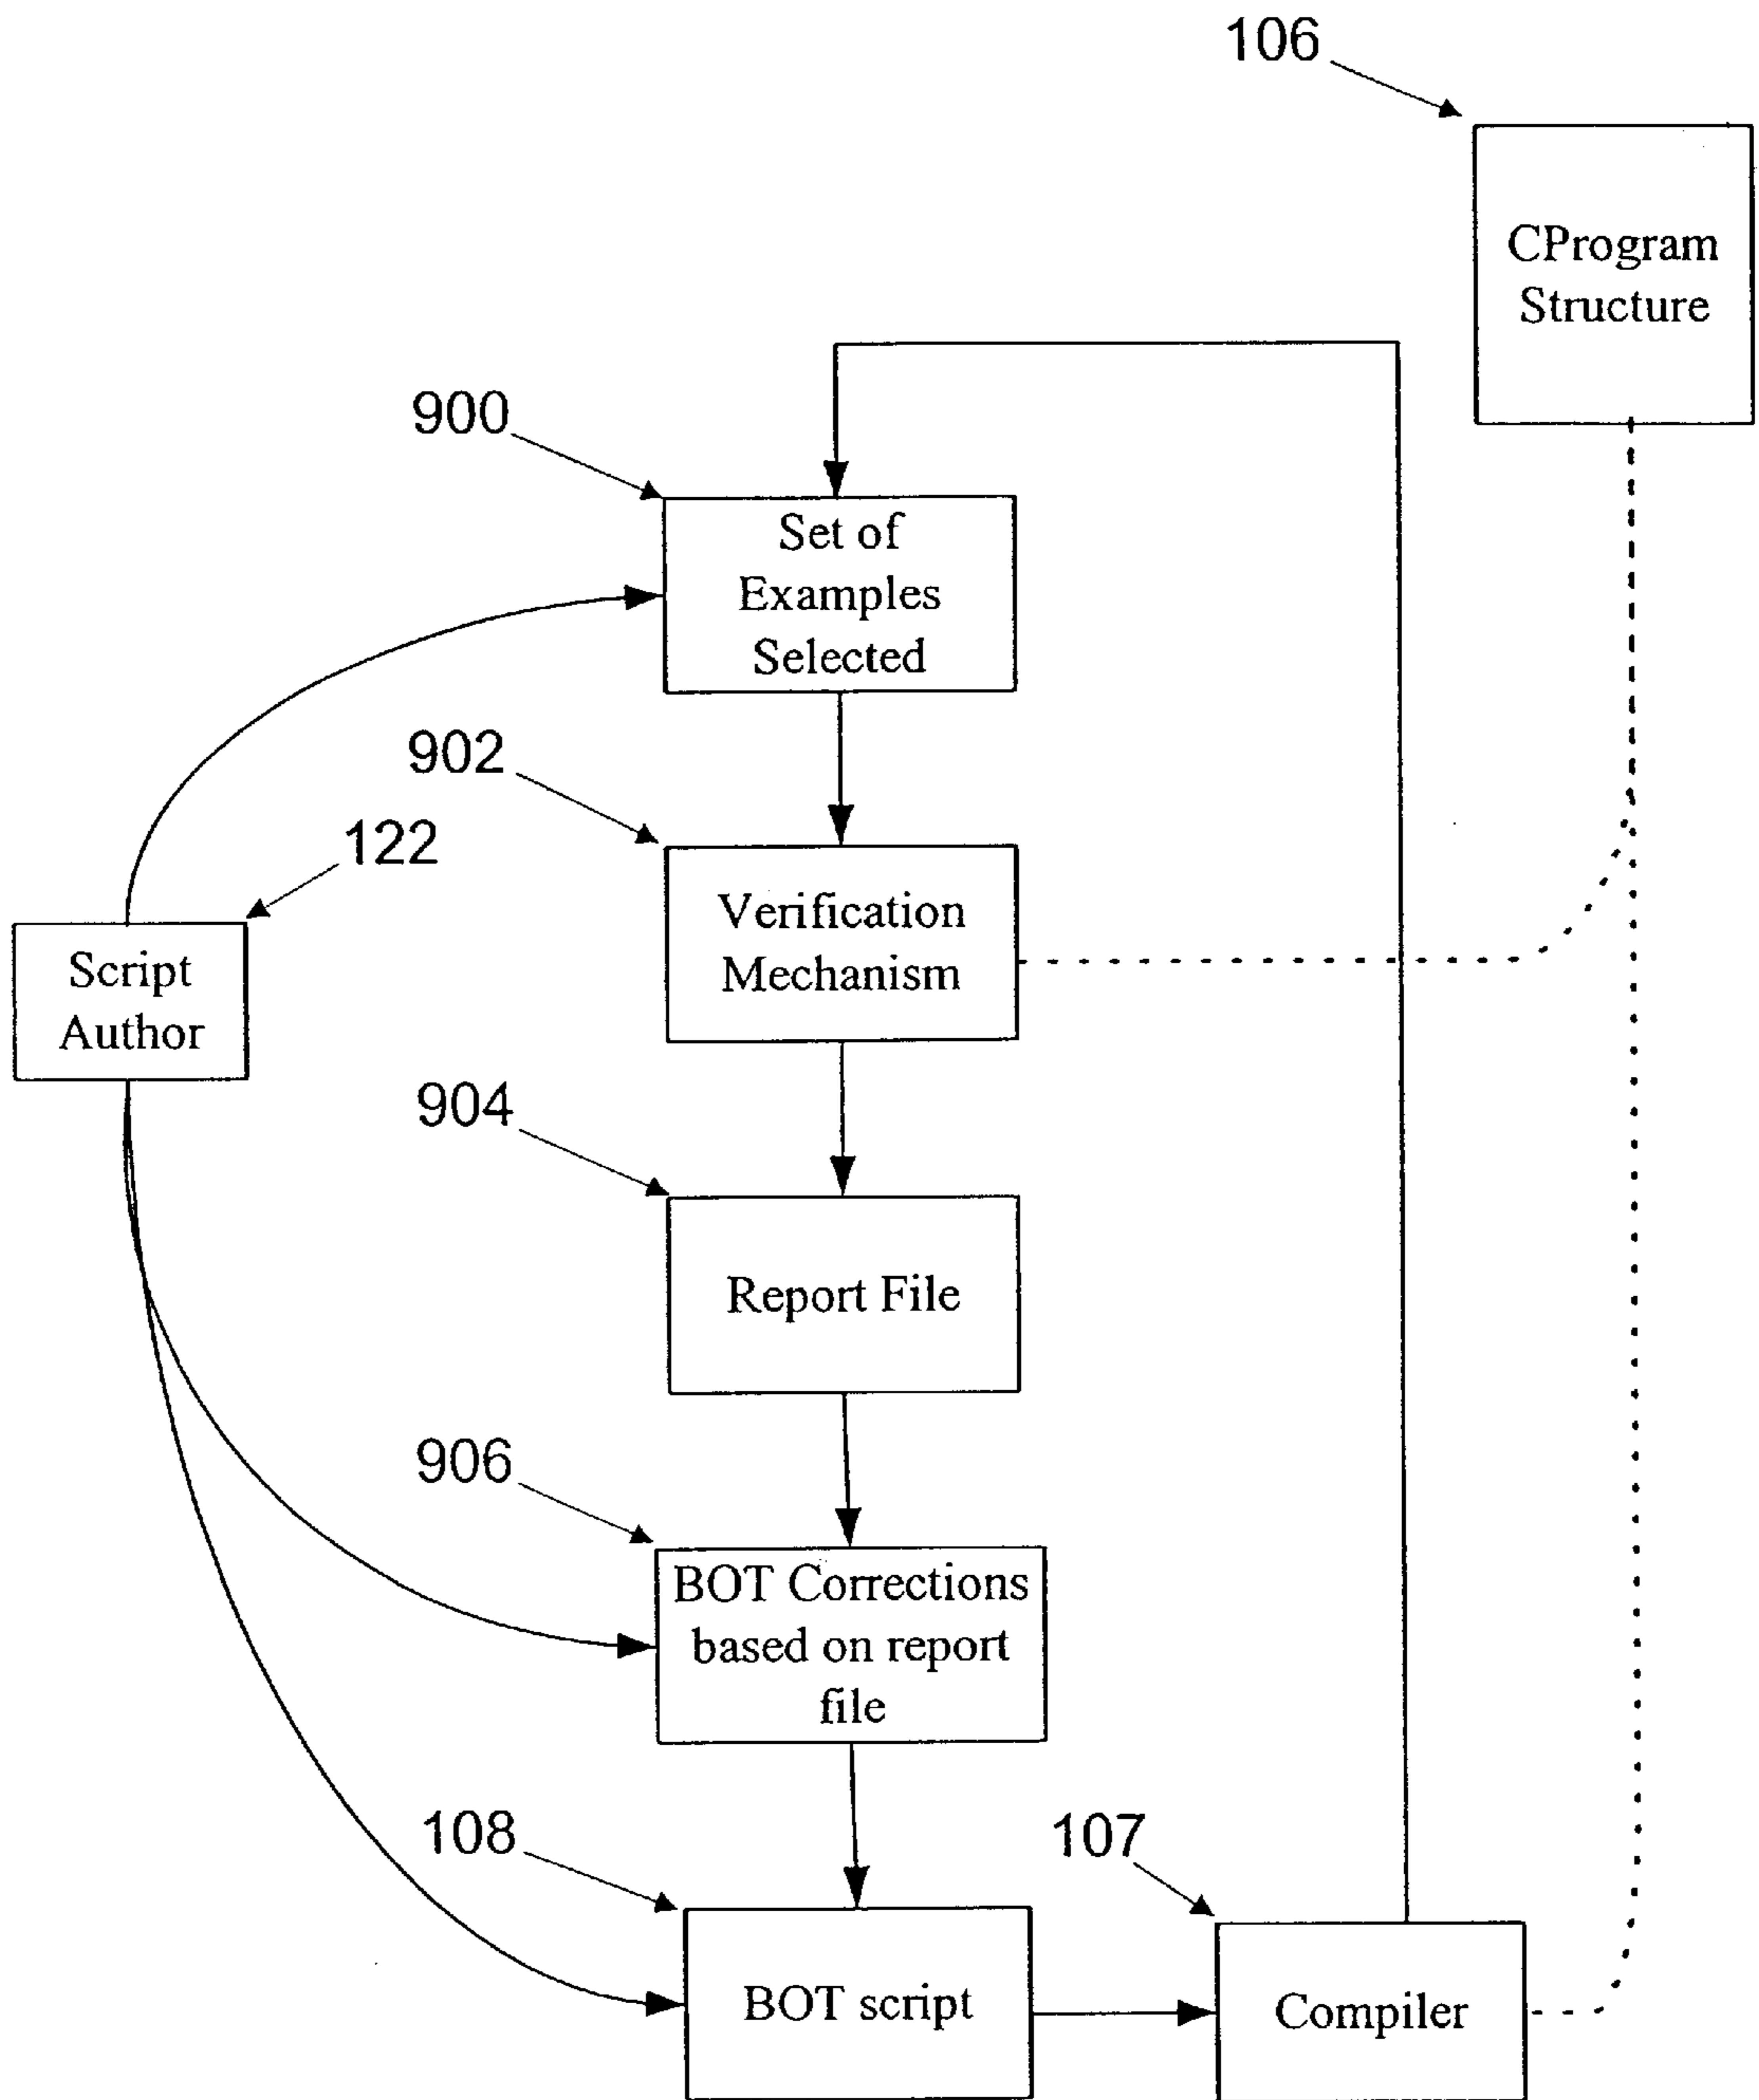 106
CProgram
Structure
900
Set of
Examples
Selected
902
Verification
Mechanism
122
Script
Author
904
Report File
906
BOT Corrections
based on report
file
108
BOT script
107
Compiler